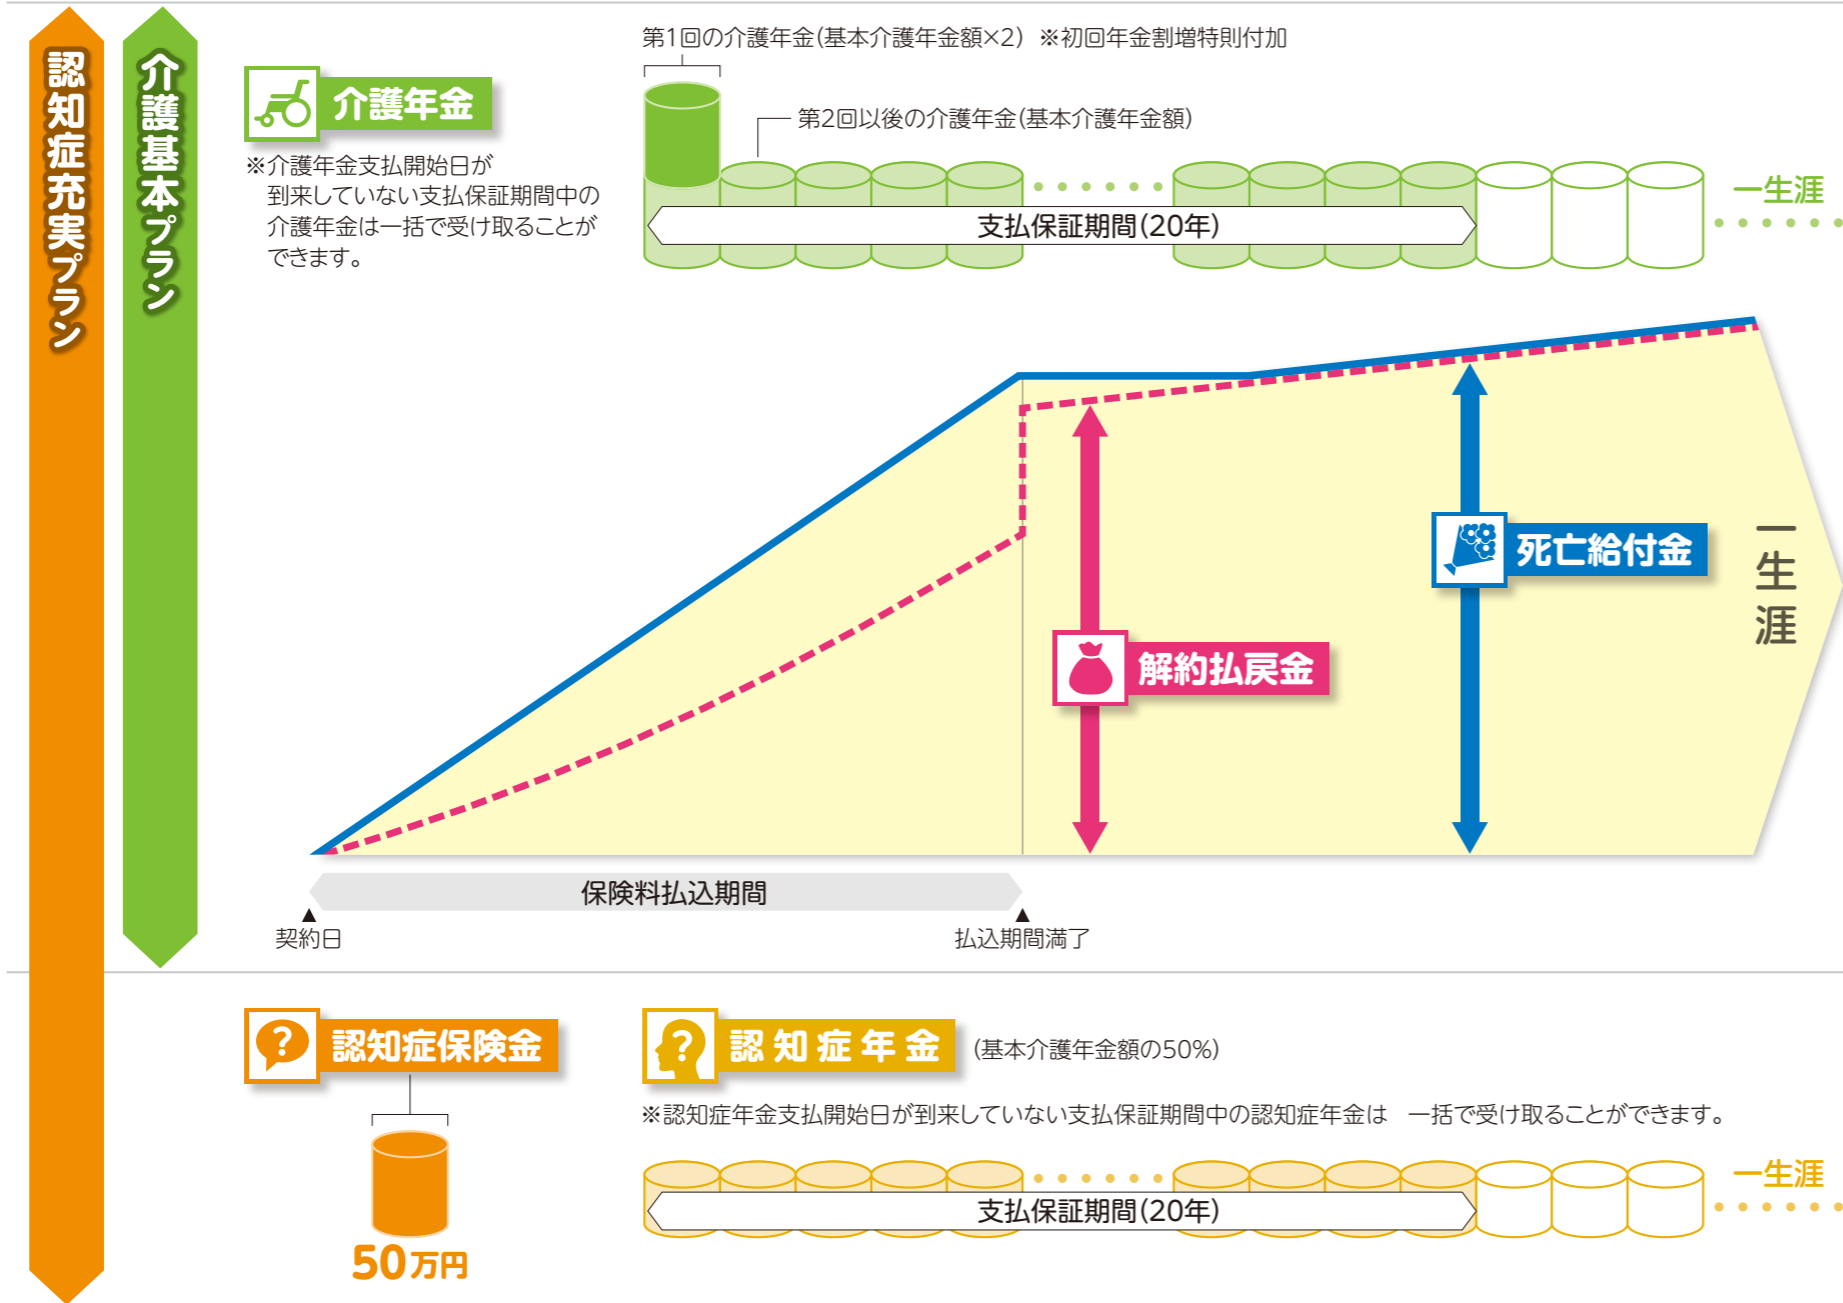 認知症充実プラン
介護基本プラン
第1回の介護年金(基本介護年金額×2) ※初回年金割増特則付加
介護年金
第2回以後の介護年金(基本介護年金額)
※介護年金支払開始日が
到来していない支払保証期間中の
介護年金は一括で受け取ることが
できます。
一生涯
支払保証期間(20年)
死亡給付金
解約払戻金
一生涯
保険料払込期間
▲
▲
契約日
払込期間満了
? 認知症保険金
? 認知症年金 (基本介護年金額の50%)
※認知症年金支払開始日が到来していない支払保証期間中の認知症年金は 一括で受け取ることができます。
一生涯
支払保証期間(20年)
50万円